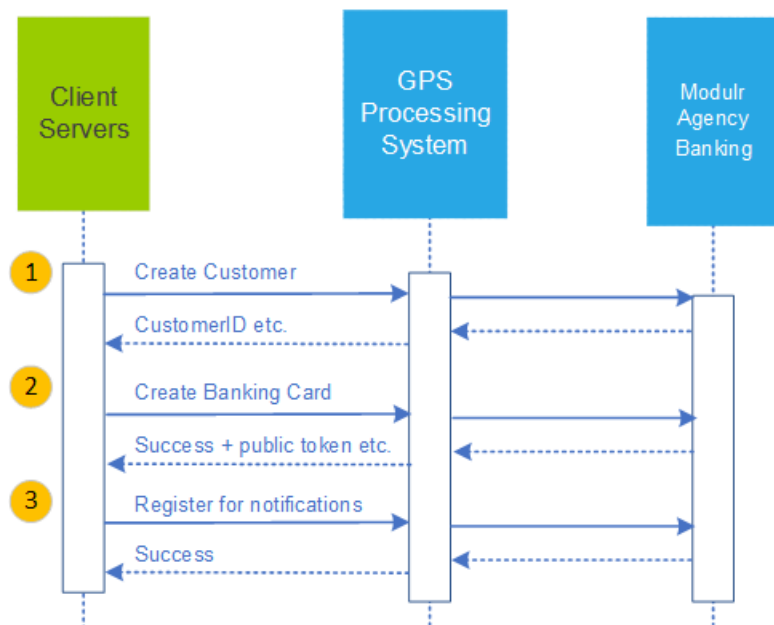 Client
Servers
GPS
Processing
System
Modulr
Agency
Banking
1
Create Customer
CustomerID etc.
2
Create Banking Card
Success + public token etc.
3
Register for notifications
Success